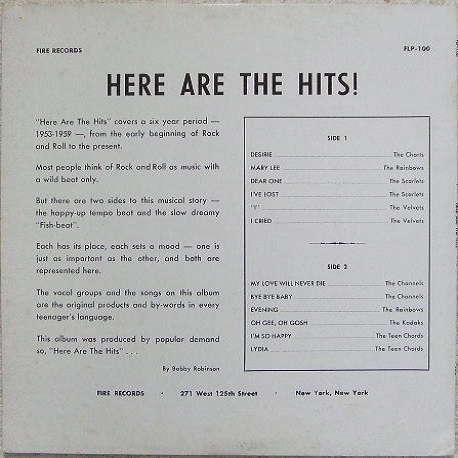 FIRE RECORDS
FLP-100
HERE ARE THE HITS!
"Here Are The Hits" covers a six year period —
1953-1959 —, from the early beginning of Rock
and Roll to the present.
Most people think of Rock and Roll as music with
a wild beat only.
But there are two sides to this musical story —
the happy-up tempo beat and the slow dreamy
"Fish-beat".
Each has its place, each sets a mood — one is
just as important as the other, and both are
represented here.
The vocal groups and the songs on this album
are the original products and by-words in every
teenager's language.
This album was produced by popular demand
so, "Here Are The Hits" . . .
By Bobby Robinson
SIDE 1
DESIRIE The Charts
MARY LEE The Rainbows
DEAR ONE The Scarlets
I'VE LOST The Scarlets
"I" The Velvets
I CRIED The Velvets
SIDE 2
MY LOVE WILL NEVER DIE The Channels
BYE BYE BABY The Channels
EVENING The Rainbows
OH GEE, OH GOSH The Kodaks
I'M SO HAPPY The Teen Chords
LYDIA The Teen Chords
FIRE RECORDS · 271 West 125th Street · New York, New York